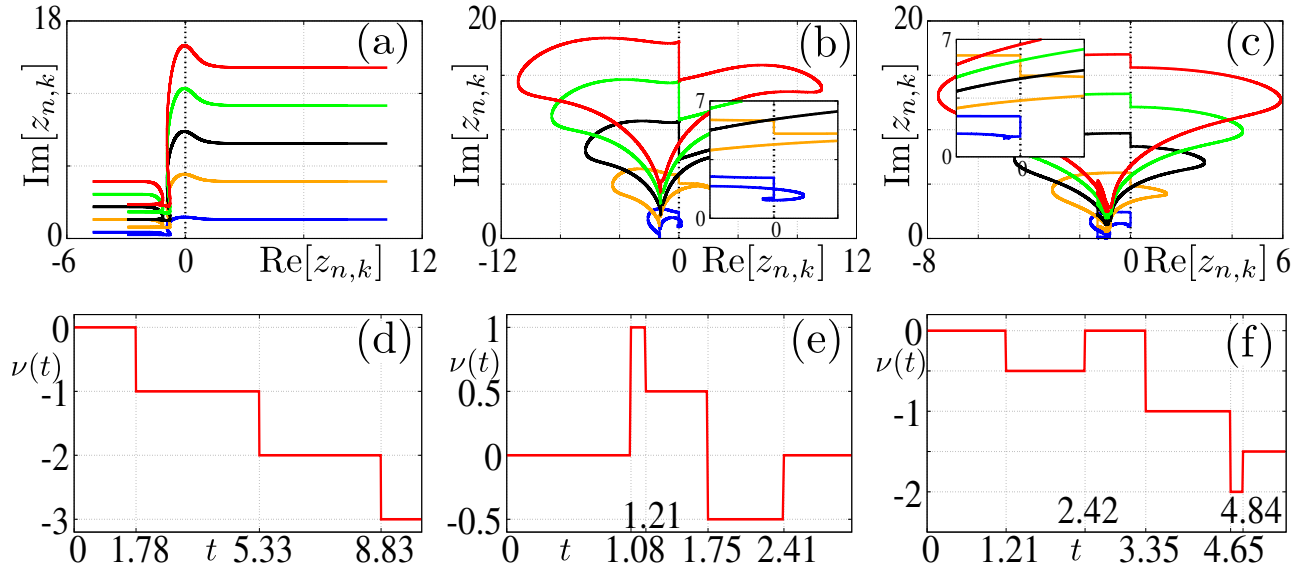 18
(a)
Im[z_{n,k}]
0
-6 0 Re[z_{n,k}] 12
20
(b)
Im[z_{n,k}]
7
0
0
0
-12 0 Re[z_{n,k}] 12
20
(c)
Im[z_{n,k}]
7
0
0
0
-8 0 Re[z_{n,k}] 6
0
(d)
ν(t)
-1
-2
-3
0 1.78 t 5.33 8.83
1
(e)
ν(t)
0.5
0
-0.5
1.21
0 t 1.08 1.75 2.41
0
(f)
ν(t)
-1
-2
2.42 4.84
0 1.21 t 3.35 4.65